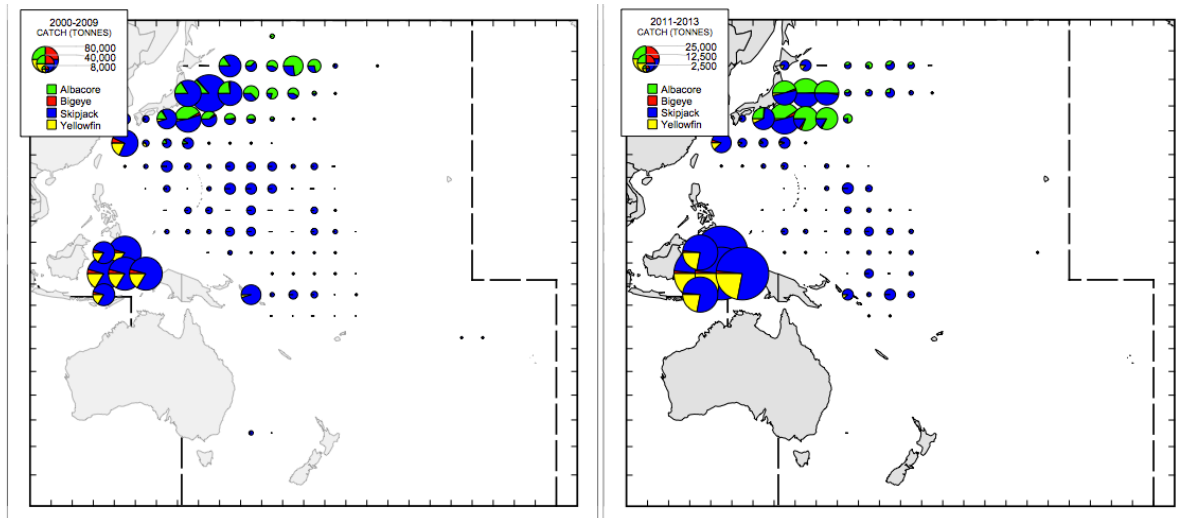 2000-2009
CATCH (TONNES)
80,000
40,000
8,000
Albacore
Bigeye
Skipjack
Yellowfin
2011-2013
CATCH (TONNES)
25,000
12,500
2,500
Albacore
Bigeye
Skipjack
Yellowfin